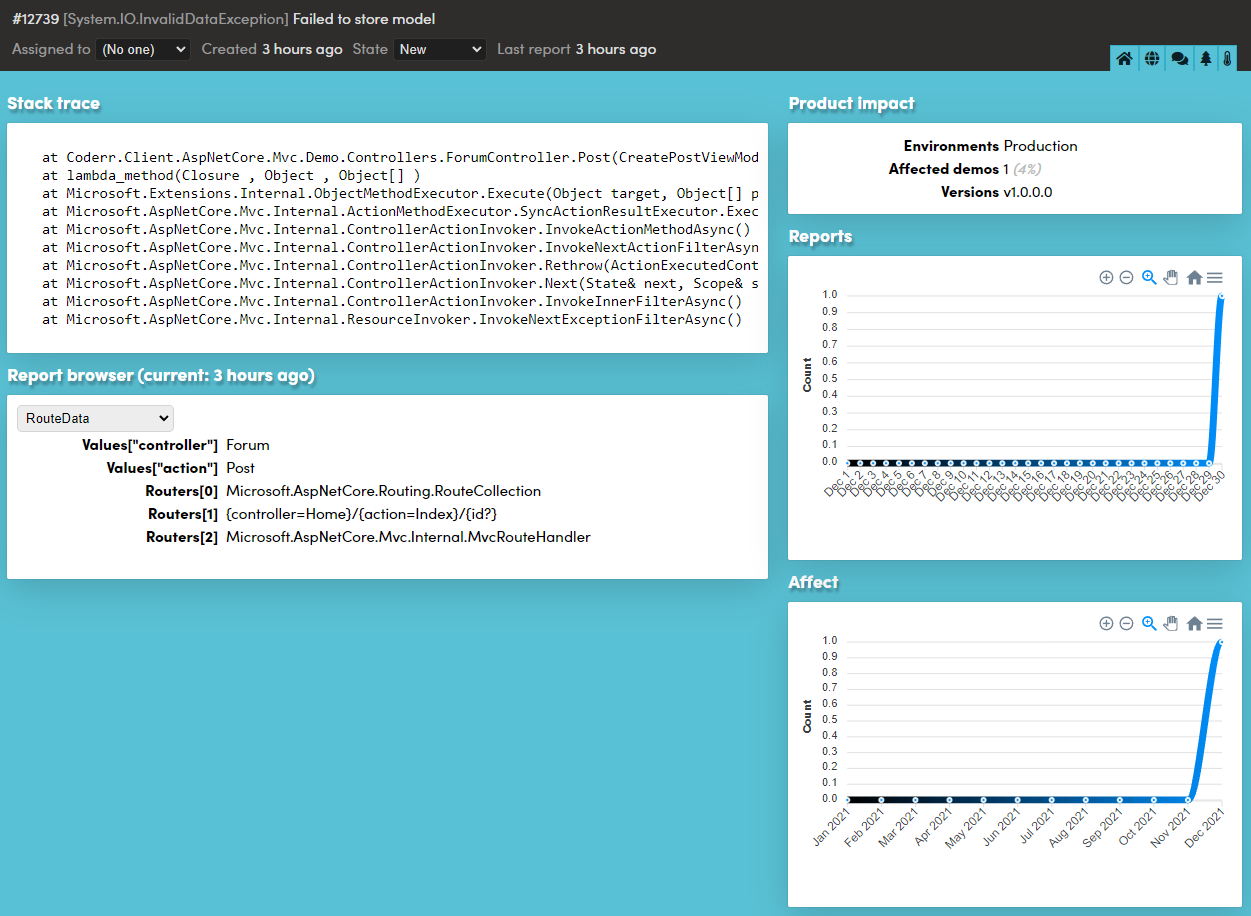 #12739 [System.IO.InvalidDataException] Failed to store model
Assigned to (No one) Created 3 hours ago State New Last report 3 hours ago
Stack trace
at Coderr.Client.AspNetCore.Mvc.Demo.Controllers.ForumController.Post(CreatePostViewMod
at lambda_method(Closure , Object , Object[] )
at Microsoft.Extensions.Internal.ObjectMethodExecutor.Execute(Object target, Object[] p
at Microsoft.AspNetCore.Mvc.Internal.ActionMethodExecutor.SyncActionResultExecutor.Exec
at Microsoft.AspNetCore.Mvc.Internal.ControllerActionInvoker.InvokeActionMethodAsync()
at Microsoft.AspNetCore.Mvc.Internal.ControllerActionInvoker.InvokeNextActionFilterAsyn
at Microsoft.AspNetCore.Mvc.Internal.ControllerActionInvoker.Rethrow(ActionExecutedCont
at Microsoft.AspNetCore.Mvc.Internal.ControllerActionInvoker.Next(State& next, Scope& s
at Microsoft.AspNetCore.Mvc.Internal.ControllerActionInvoker.InvokeInnerFilterAsync()
at Microsoft.AspNetCore.Mvc.Internal.ResourceInvoker.InvokeNextExceptionFilterAsync()
Report browser (current: 3 hours ago)
RouteData
Values["controller"] Forum
Values["action"] Post
Routers[0] Microsoft.AspNetCore.Routing.RouteCollection
Routers[1] {controller=Home}/{action=Index}/{id?}
Routers[2] Microsoft.AspNetCore.Mvc.Internal.MvcRouteHandler
Product impact
Environments Production
Affected demos 1 (4%)
Versions v1.0.0.0
Reports
Count
1.0
0.9
0.8
0.7
0.6
0.5
0.4
0.3
0.2
0.1
0.0
Dec 1
Dec 2
Dec 3
Dec 4
Dec 5
Dec 6
Dec 7
Dec 8
Dec 9
Dec 10
Dec 11
Dec 12
Dec 13
Dec 14
Dec 15
Dec 16
Dec 17
Dec 18
Dec 19
Dec 20
Dec 21
Dec 22
Dec 23
Dec 24
Dec 25
Dec 26
Dec 27
Dec 28
Dec 29
Dec 30
Affect
Count
1.0
0.9
0.8
0.7
0.6
0.5
0.4
0.3
0.2
0.1
0.0
Jan 2021
Feb 2021
Mar 2021
Apr 2021
May 2021
Jun 2021
Jul 2021
Aug 2021
Sep 2021
Oct 2021
Nov 2021
Dec 2021